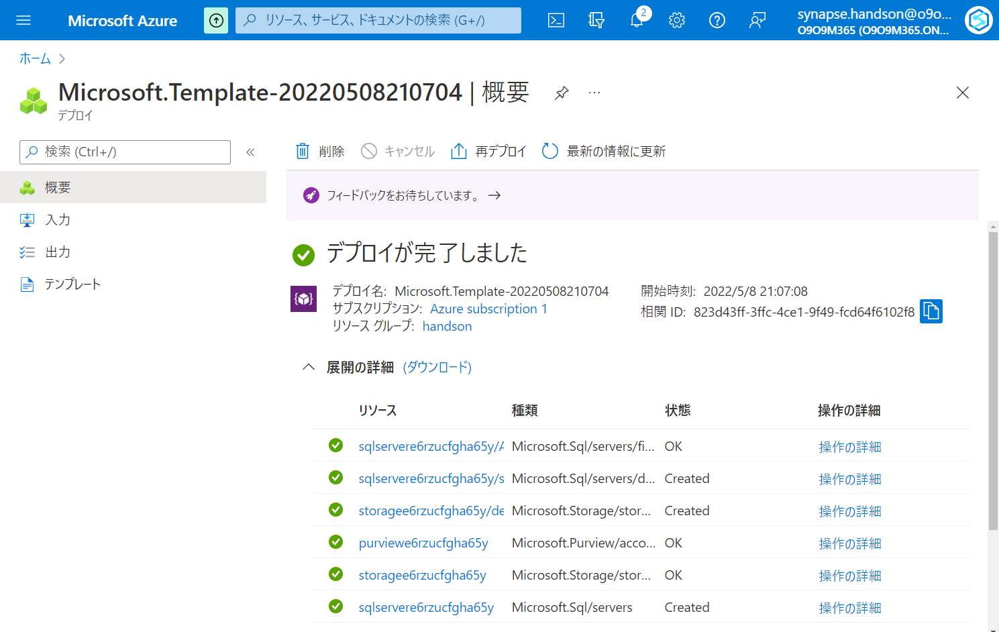 Microsoft Azure
リソース、サービス、ドキュメントの検索 (G+/)
2
synapse.handson@o9o...
O9O9M365 (O9O9M365.ON...
ホーム
Microsoft.Template-20220508210704 | 概要
...
デプロイ
検索 (Ctrl+/)
«
削除
キャンセル
再デプロイ
最新の情報に更新
概要
入力
出力
テンプレート
フィードバックをお待ちしています。 →
デプロイが完了しました
デプロイ名: Microsoft.Template-20220508210704
サブスクリプション: Azure subscription 1
リソース グループ: handson
開始時刻: 2022/5/8 21:07:08
相関 ID: 823d43ff-3ffc-4ce1-9f49-fcd64f6102f8
展開の詳細 (ダウンロード)
リソース 種類 状態 操作の詳細
sqlservere6rzucfgha65y/A Microsoft.Sql/servers/fi... OK 操作の詳細
sqlservere6rzucfgha65y/s Microsoft.Sql/servers/d... Created 操作の詳細
storagee6rzucfgha65y/de Microsoft.Storage/stor... Created 操作の詳細
purviewe6rzucfgha65y Microsoft.Purview/acco... OK 操作の詳細
storagee6rzucfgha65y Microsoft.Storage/stor... OK 操作の詳細
sqlservere6rzucfgha65y Microsoft.Sql/servers Created 操作の詳細